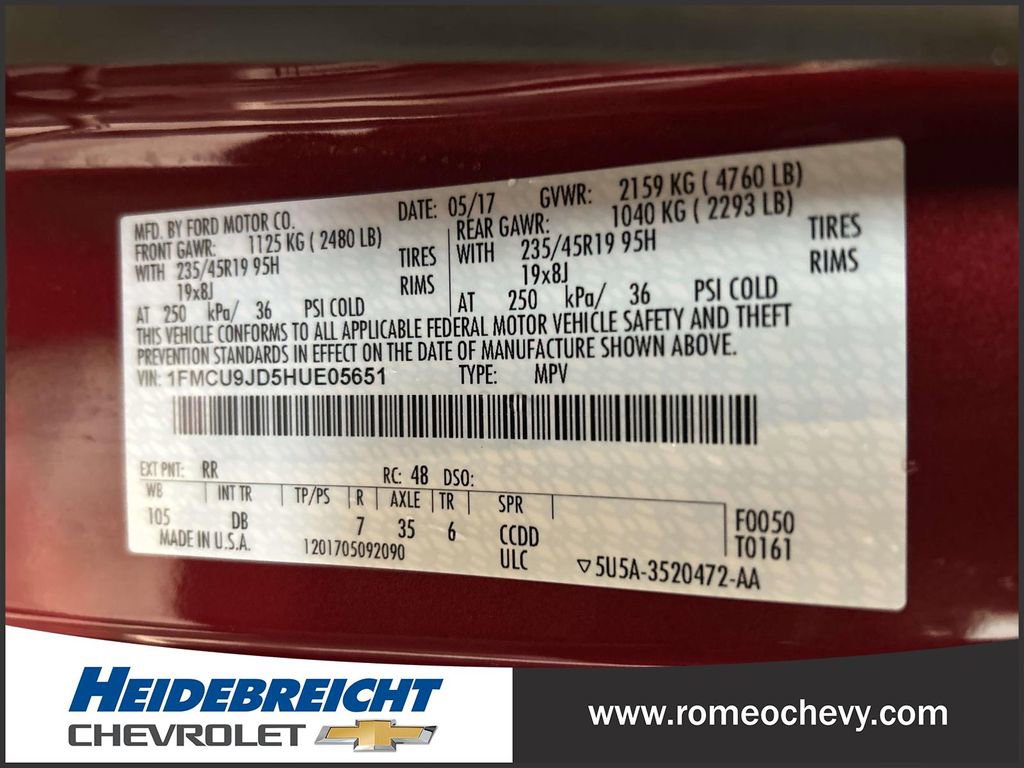 MFD. BY FORD MOTOR CO. DATE: 05/17 GVWR: 2159 KG ( 4760 LB)
FRONT GAWR: 1125 KG ( 2480 LB) REAR GAWR: 1040 KG ( 2293 LB)
WITH 235/45R19 95H TIRES WITH 235/45R19 95H TIRES
19x8J RIMS 19x8J RIMS
AT 250 kPa/ 36 PSI COLD AT 250 kPa/ 36 PSI COLD
THIS VEHICLE CONFORMS TO ALL APPLICABLE FEDERAL MOTOR VEHICLE SAFETY AND THEFT
PREVENTION STANDARDS IN EFFECT ON THE DATE OF MANUFACTURE SHOWN ABOVE.
VIN: 1FMCU9JD5HUE05651 TYPE: MPV
EXT PNT: RR RC: 48 DSO:
WB INT TR TP/PS R AXLE TR SPR
105 DB 7 35 6 CCDD F0050
MADE IN U.S.A. 1201705092090 ULC T0161
▽5U5A-3520472-AA
HEIDEBREICHT
CHEVROLET
www.romeochevy.com